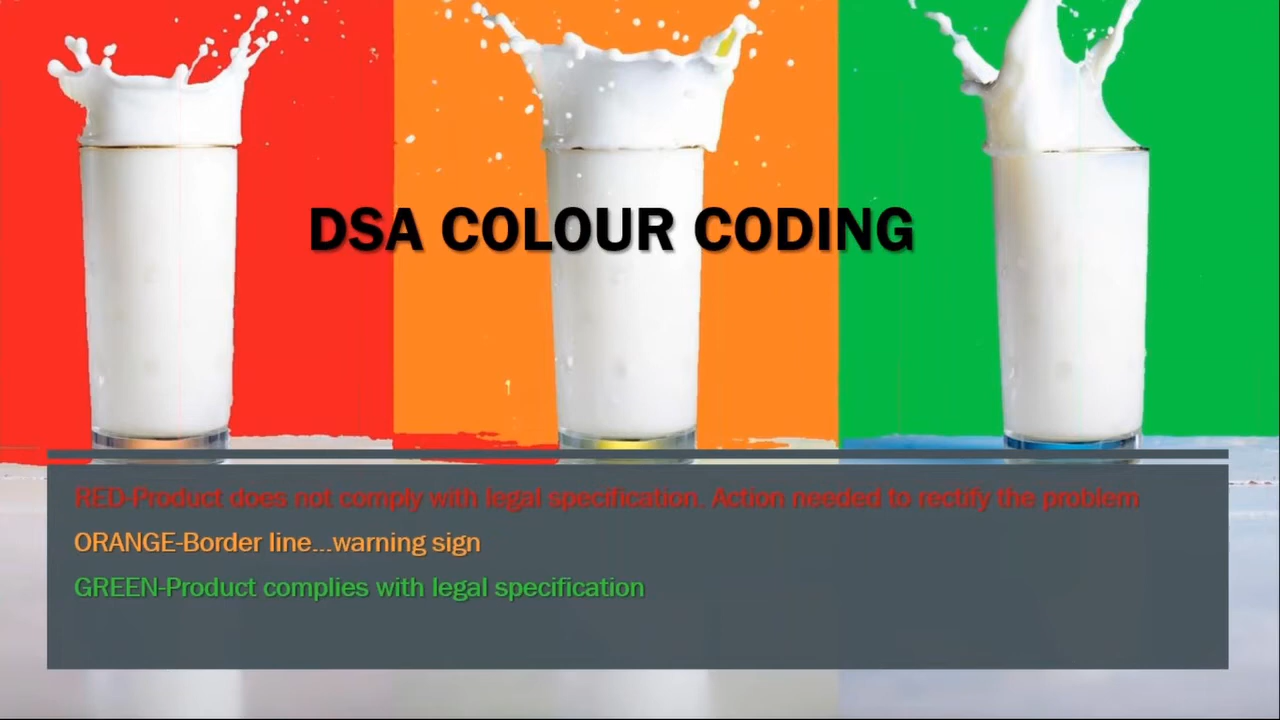 DSA COLOUR CODING
RED-Product does not comply with legal specification. Action needed to rectify the problem
ORANGE-Border line...warning sign
GREEN-Product complies with legal specification